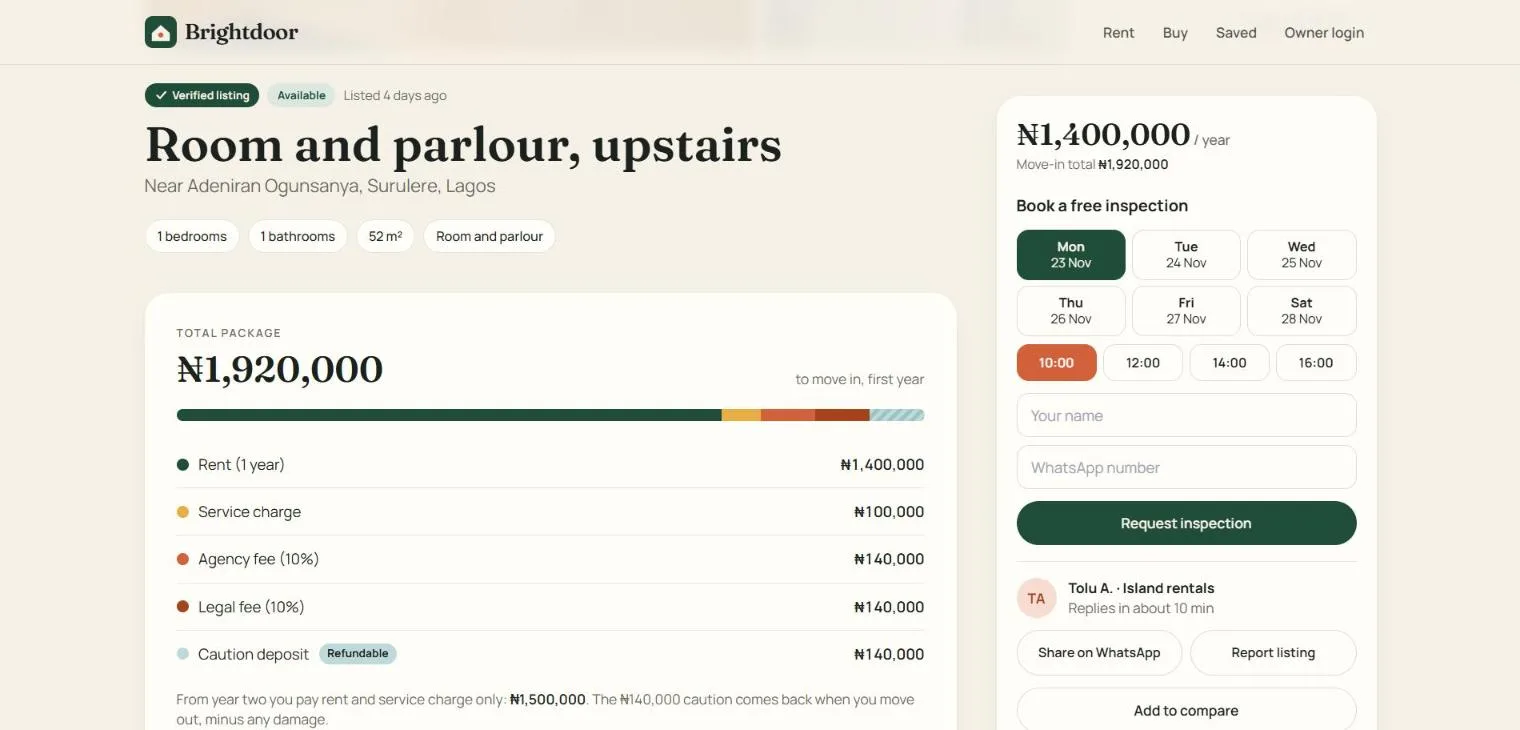 Brightdoor
Rent Buy Saved Owner login
Verified listing Available Listed 4 days ago
Room and parlour, upstairs
Near Adeniran Ogunsanya, Surulere, Lagos
1 bedrooms 1 bathrooms 52 m² Room and parlour
TOTAL PACKAGE
₦1,920,000
to move in, first year
Rent (1 year) ₦1,400,000
Service charge ₦100,000
Agency fee (10%) ₦140,000
Legal fee (10%) ₦140,000
Caution deposit Refundable ₦140,000
From year two you pay rent and service charge only: ₦1,500,000. The ₦140,000 caution comes back when you move
out, minus any damage.
₦1,400,000 / year
Move-in total ₦1,920,000
Book a free inspection
Mon Tue Wed
23 Nov 24 Nov 25 Nov
Thu Fri Sat
26 Nov 27 Nov 28 Nov
10:00 12:00 14:00 16:00
Your name
WhatsApp number
Request inspection
TA
Tolu A. · Island rentals
Replies in about 10 min
Share on WhatsApp Report listing
Add to compare